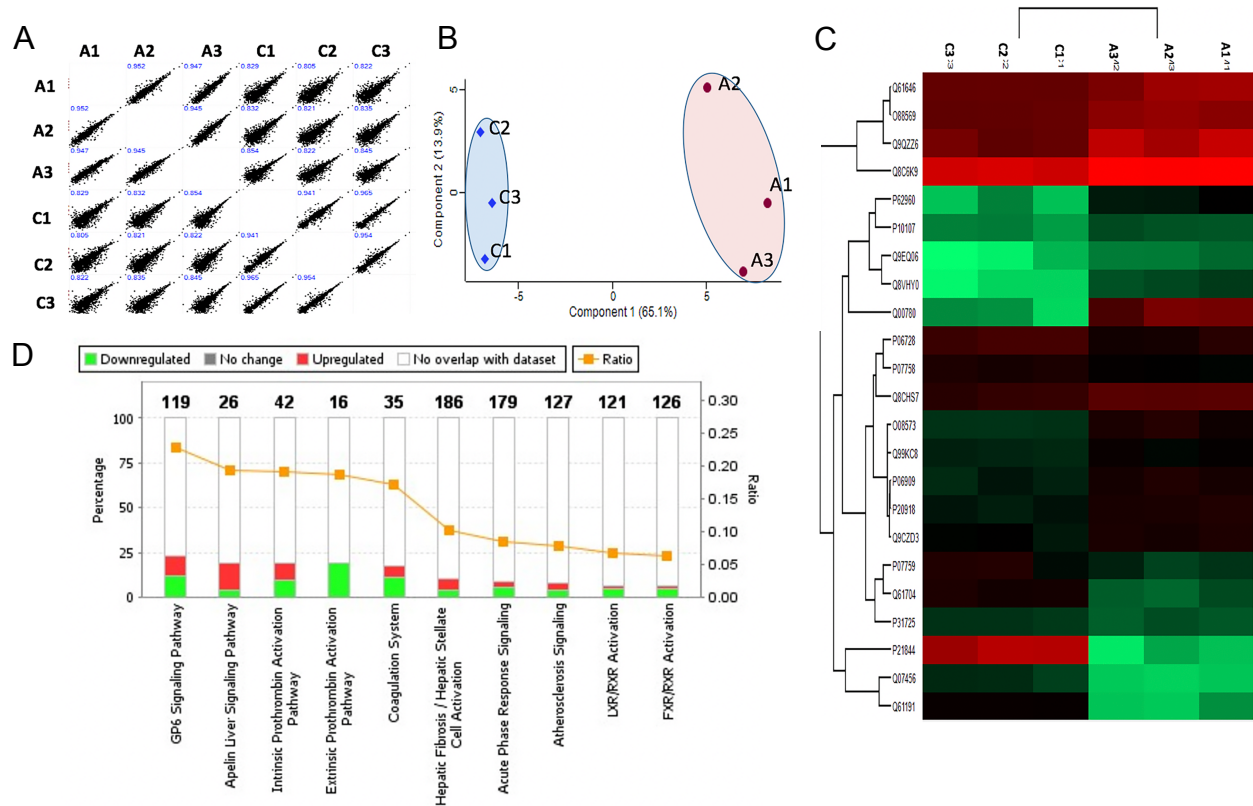 A
A1 A2 A3 C1 C2 C3
A1 0.952 0.947 0.829 0.805 0.822
A2 0.952 0.945 0.832 0.821 0.835
A3 0.947 0.945 0.854 0.822 0.845
C1 0.829 0.832 0.854 0.941 0.965
C2 0.805 0.821 0.822 0.941 0.954
C3 0.822 0.835 0.845 0.965 0.954
B
Component 2 (13.9%)
5
0
-5
0
5
Component 1 (65.1%)
A2
C2
A1
C3
C1
A3
C
C3 C2 C1 A3 A2 A1
Q61646
O88569
Q9QZZ6
Q8C6K9
P62960
P10107
Q9EQ06
Q8VHY0
Q00780
P06728
P07758
Q8CHS7
O08573
Q99KC8
P06909
P20918
Q9CZD3
P07759
Q61704
P31725
P21844
Q07456
Q61191
D
Downregulated No change Upregulated No overlap with dataset Ratio
119 26 42 16 35 186 179 127 121 126
Percentage
100
75
50
25
0
0.30
0.25
0.20
0.15
0.10
0.05
0.00
Ratio
GP6 Signaling Pathway
Apelin Liver Signaling Pathway
Intrinsic Prothrombin Activation
Pathway
Extrinsic Prothrombin Activation
Pathway
Coagulation System
Hepatic Fibrosis / Hepatic Stellate
Cell Activation
Acute Phase Response Signaling
Atherosclerosis Signaling
LXR/RXR Activation
FXR/RXR Activation